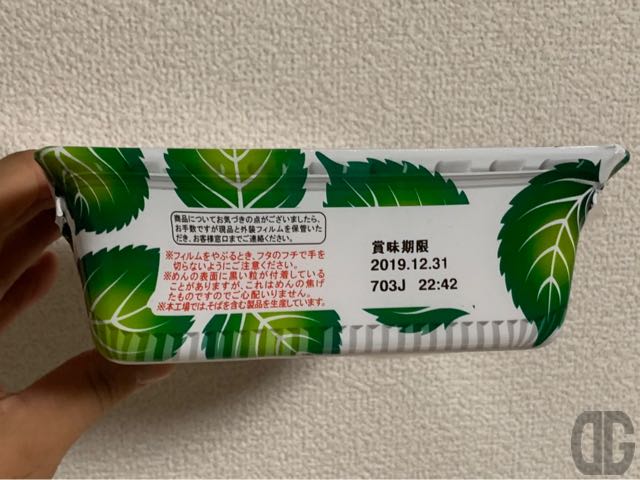 商品についてお気づきの点がございましたら、
お手数ですが現品と外装フィルムを保管いた
だき、お客様窓口までご連絡ください。
※フィルムをやぶるとき、フタのフチで手を
切らないようにご注意ください。
※めんの表面に黒い粒が付着している
ことがありますが、これはめんの焦げ
たものですのでご心配いりません。
※本工場では、そばを含む製品を生産しています。
賞味期限
2019.12.31
703J 22:42
DG